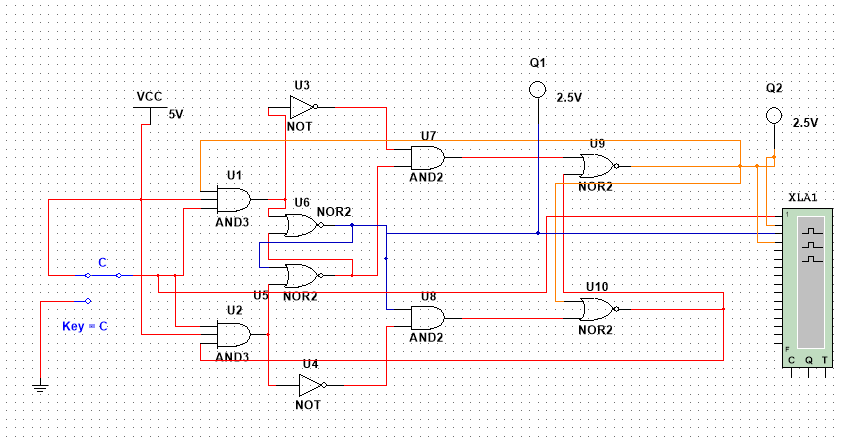 Q1
2.5V
Q2
2.5V
VCC
5V
U3
NOT
U7
AND2
U9
NOR2
XLA1
U1
AND3
U6
NOR2
1
C
U5
NOR2
U10
NOR2
U2
AND3
U8
AND2
Key = C
U4
NOT
F
C Q T